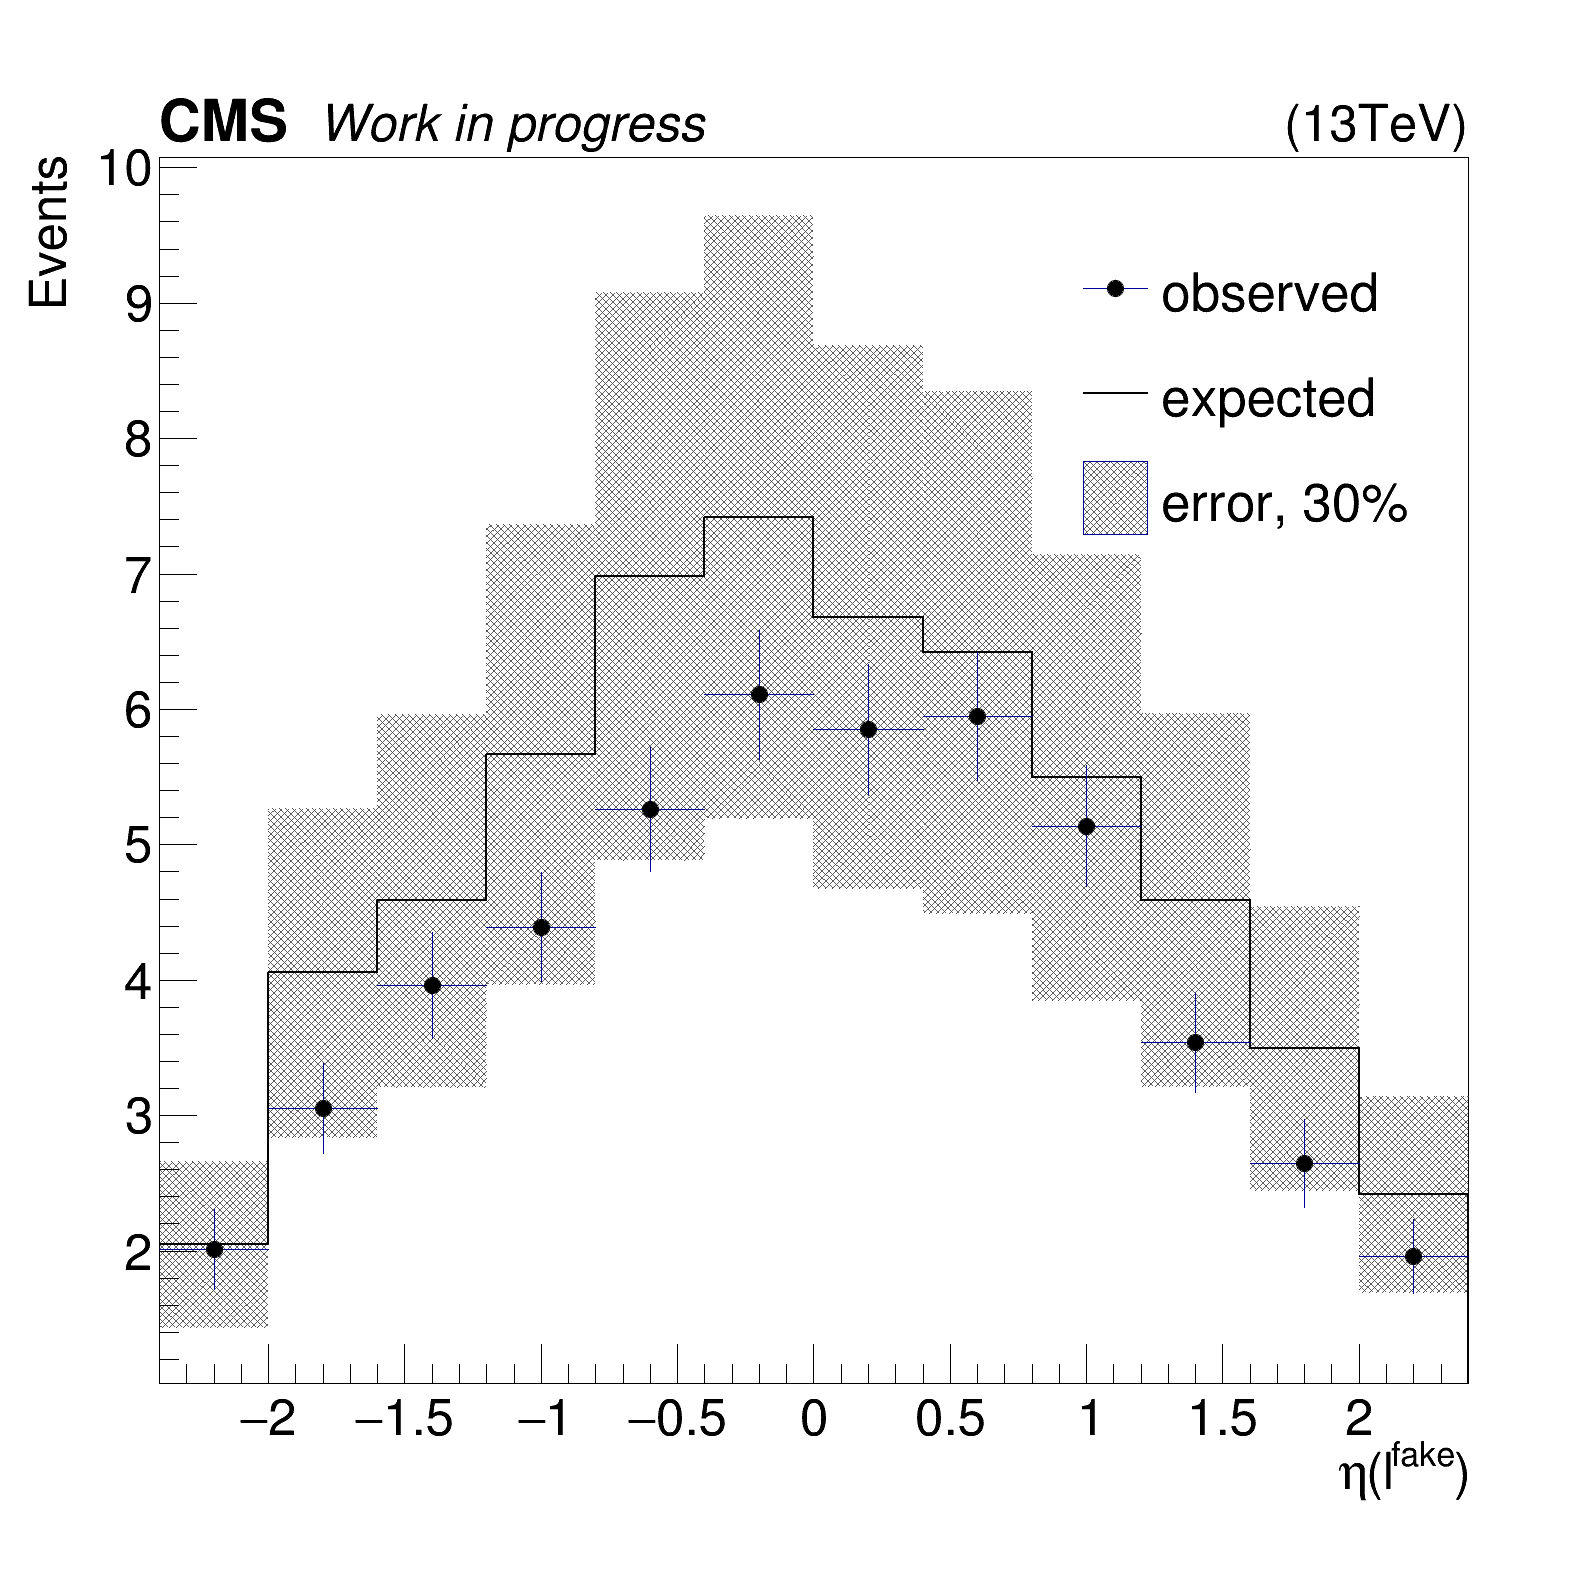 CMS Work in progress (13TeV)
Events
10
9
8
7
6
5
4
3
2
observed
expected
error, 30%
−2 −1.5 −1 −0.5 0 0.5 1 1.5 2
η(l^fake)